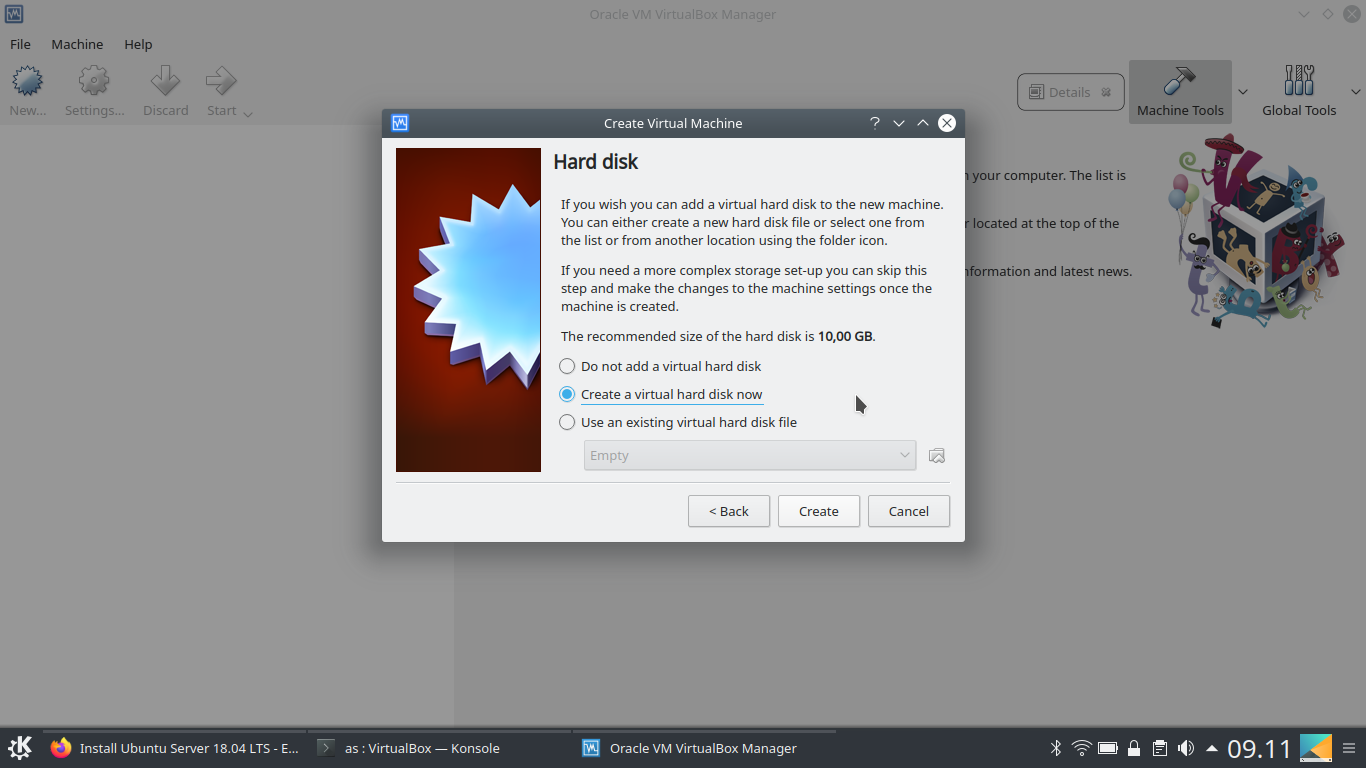 Oracle VM VirtualBox Manager
File Machine Help
New... Settings... Discard Start
Details Machine Tools Global Tools
Create Virtual Machine
your computer. The list is
located at the top of the
nformation and latest news.
Hard disk
If you wish you can add a virtual hard disk to the new machine.
You can either create a new hard disk file or select one from
the list or from another location using the folder icon.
If you need a more complex storage set-up you can skip this
step and make the changes to the machine settings once the
machine is created.
The recommended size of the hard disk is 10,00 GB.
Do not add a virtual hard disk
Create a virtual hard disk now
Use an existing virtual hard disk file
Empty
< Back Create Cancel
Install Ubuntu Server 18.04 LTS - E... as : VirtualBox — Konsole Oracle VM VirtualBox Manager 09.11